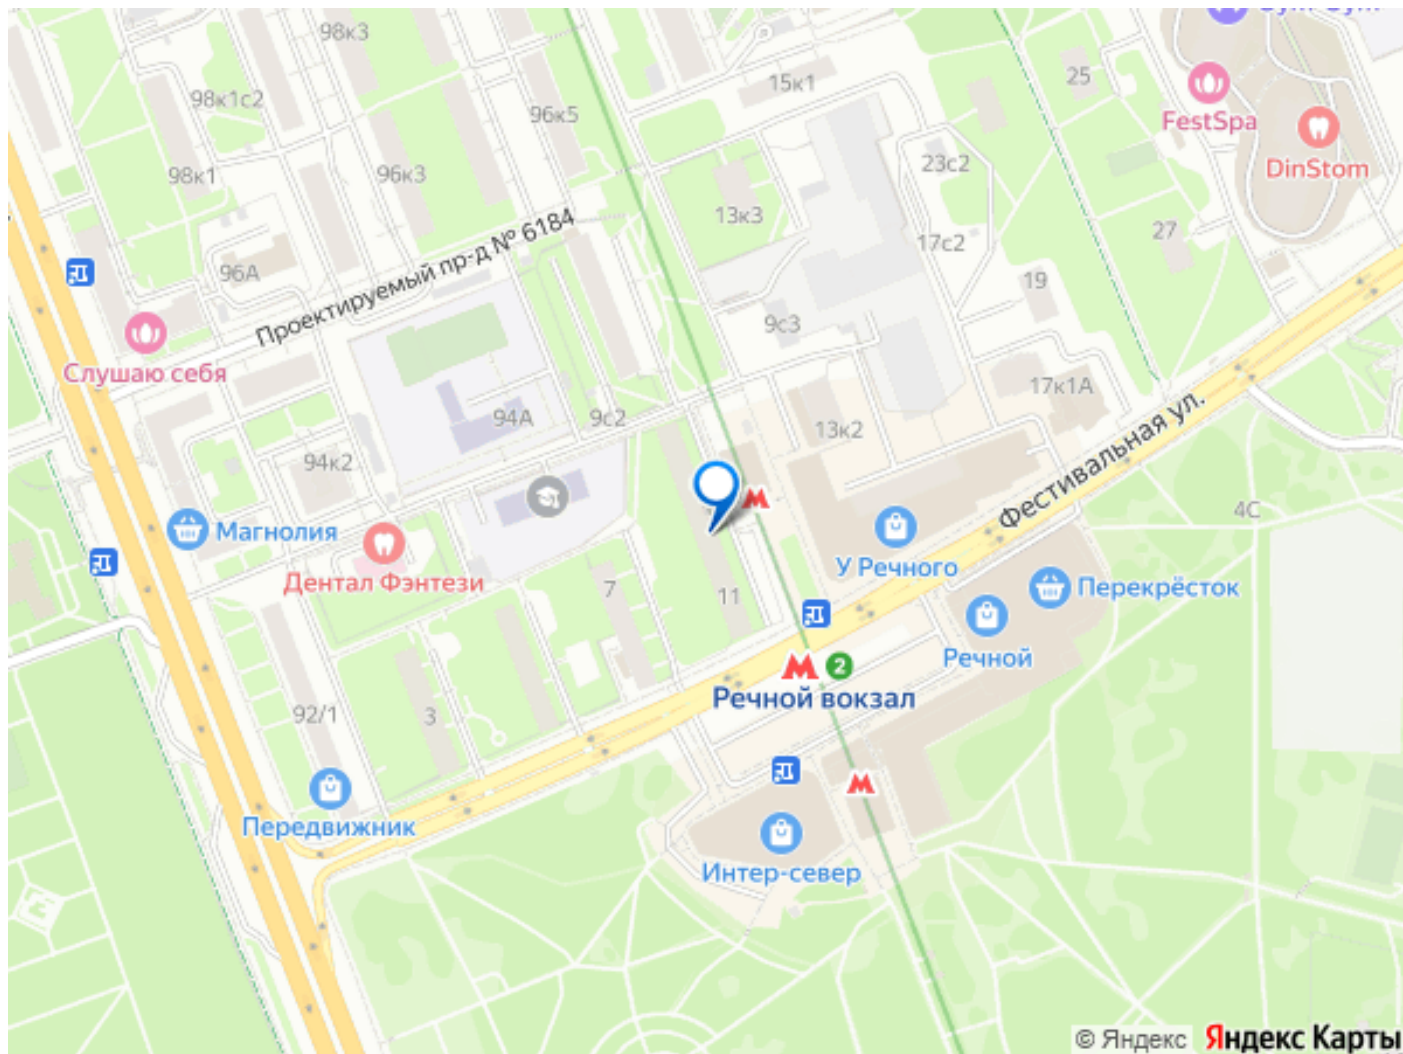 98к3
15к1
25
98к1с2
FestSpa
96к5
DinStom
98к1
96к3
23с2
13к3
27
17с2
Проектируемый пр-д № 6184
96А
19
9с3
Слушаю себя
17к1А
Фестивальная ул.
94А
9с2
13к2
94к2
4С
Магнолия
У Речного
Дентал Фэнтези
7
11
Перекрёсток
Речной
2
Речной вокзал
92/1
3
Передвижник
Интер-север
© Яндекс Яндекс Карты